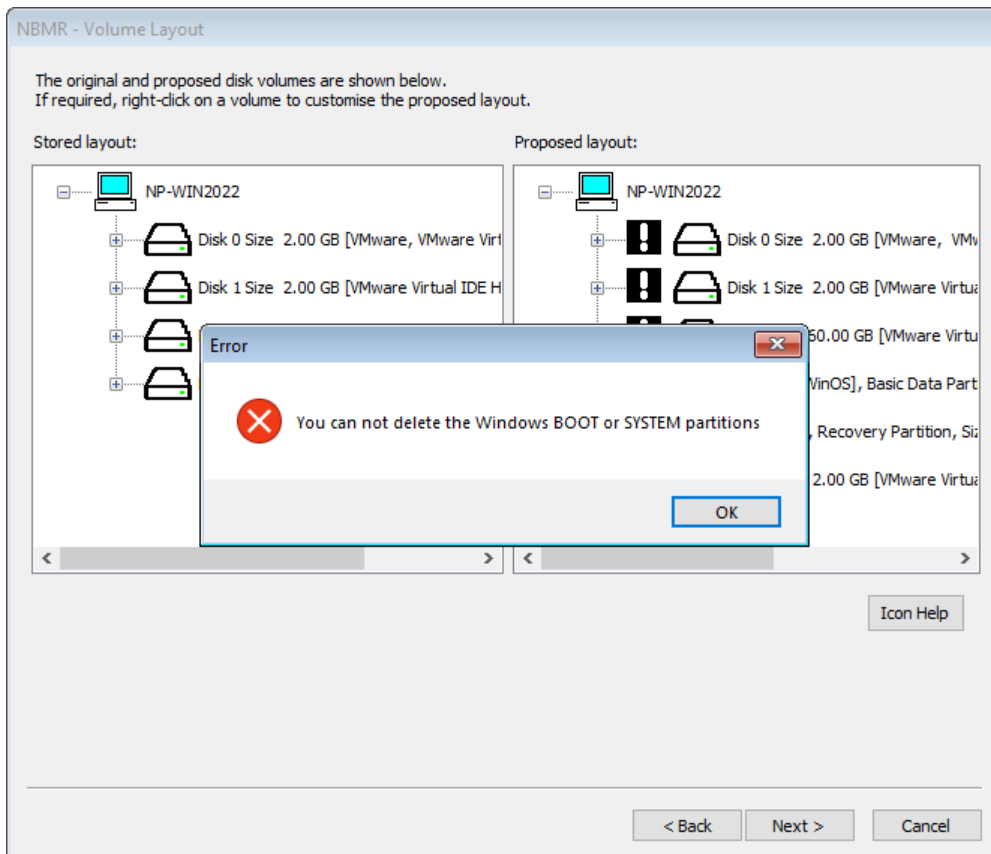 NBMR - Volume Layout
The original and proposed disk volumes are shown below.
If required, right-click on a volume to customise the proposed layout.
Stored layout:
Proposed layout:
NP-WIN2022
Disk 0 Size 2.00 GB [VMware, VMware Virt
Disk 1 Size 2.00 GB [VMware Virtual IDE H
NP-WIN2022
Disk 0 Size 2.00 GB [VMware, VMw
Disk 1 Size 2.00 GB [VMware Virtua
60.00 GB [VMware Virtu
WinOS], Basic Data Part
, Recovery Partition, Siz
2.00 GB [VMware Virtua
Error
You can not delete the Windows BOOT or SYSTEM partitions
OK
Icon Help
< Back
Next >
Cancel